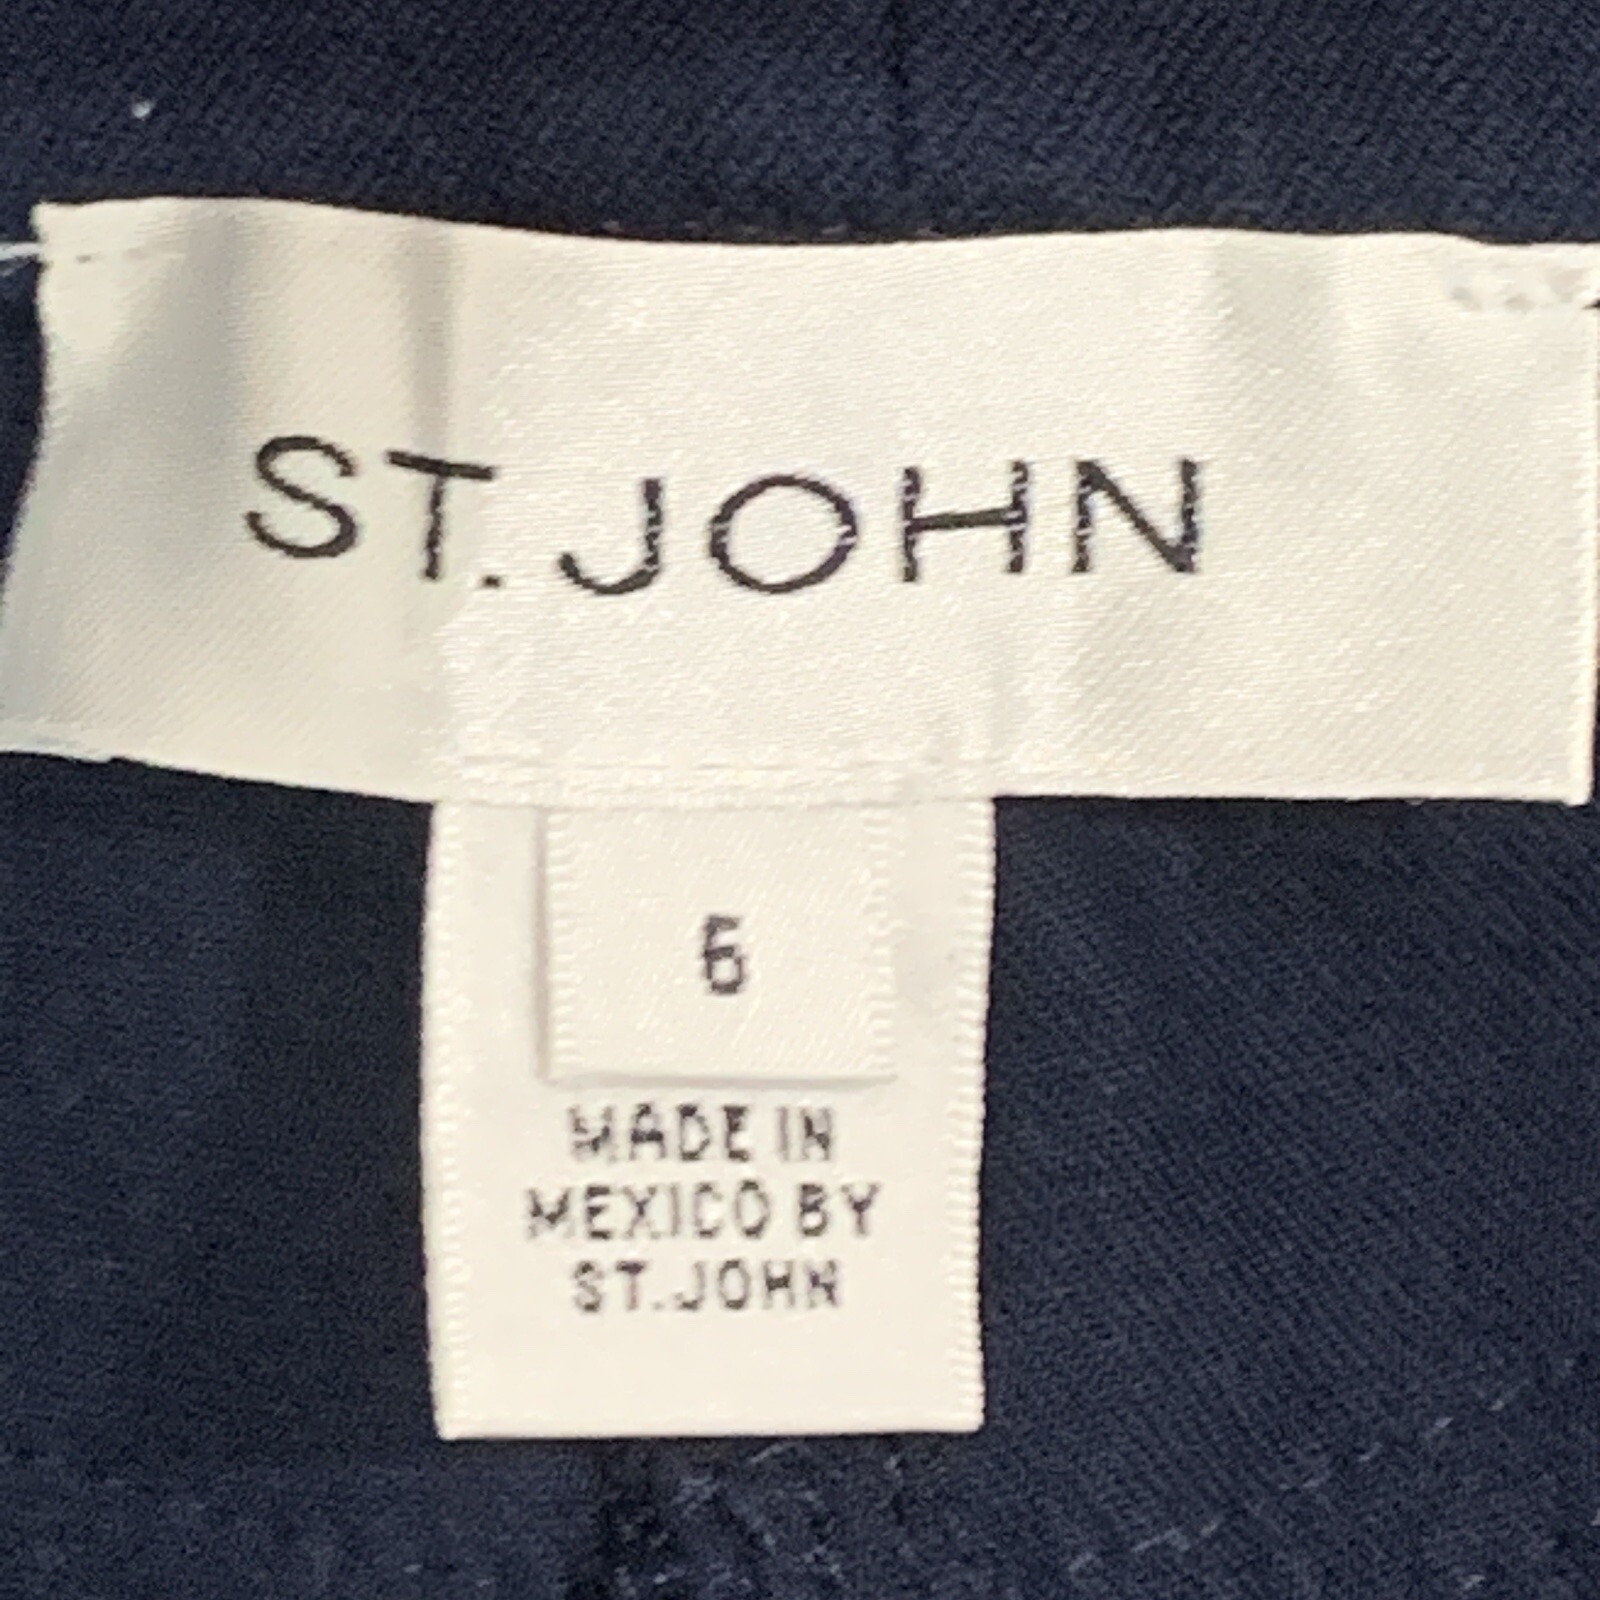 ST. JOHN
6
MADE IN
MEXICO BY
ST. JOHN